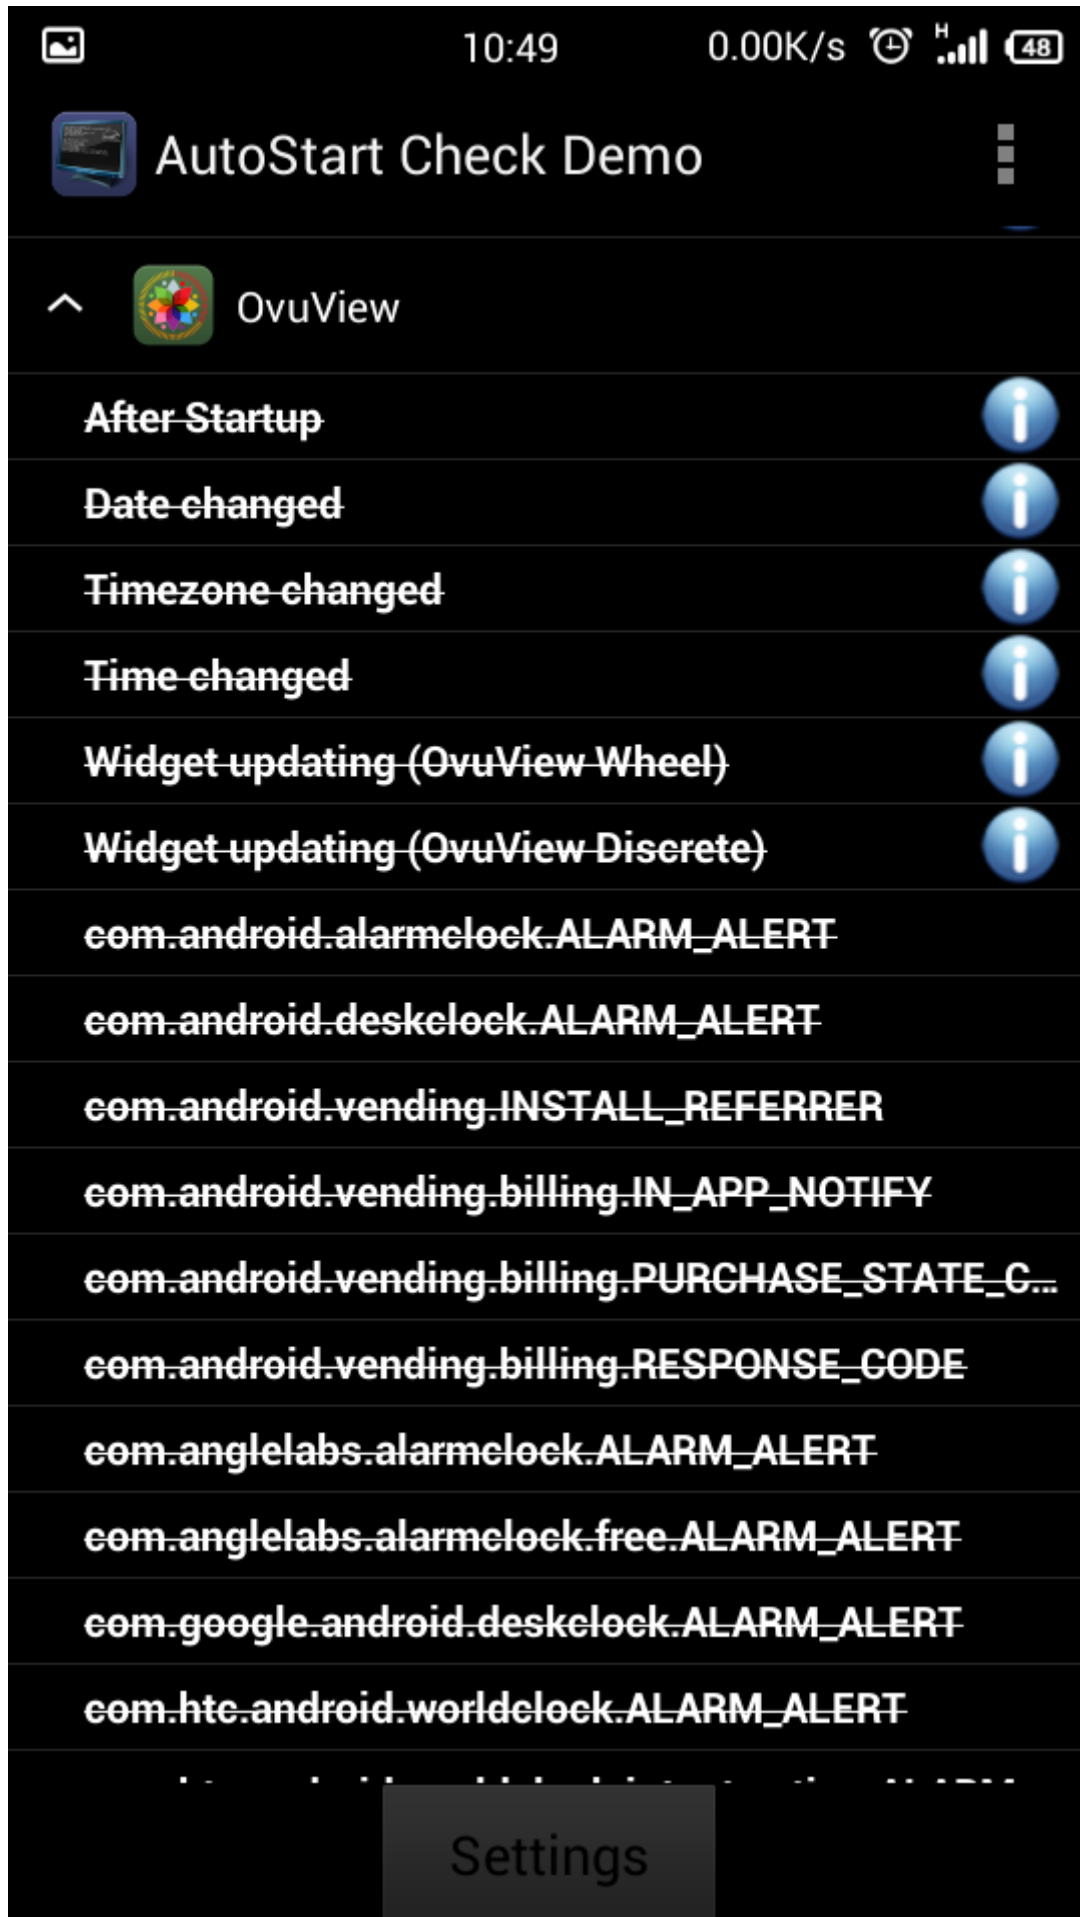 10:49 0.00K/s H 48
AutoStart Check Demo
OvuView
After Startup
Date changed
Timezone changed
Time changed
Widget updating (OvuView Wheel)
Widget updating (OvuView Discrete)
com.android.alarmclock.ALARM_ALERT
com.android.deskclock.ALARM_ALERT
com.android.vending.INSTALL_REFERRER
com.android.vending.billing.IN_APP_NOTIFY
com.android.vending.billing.PURCHASE_STATE_C...
com.android.vending.billing.RESPONSE_CODE
com.anglelabs.alarmclock.ALARM_ALERT
com.anglelabs.alarmclock.free.ALARM_ALERT
com.google.android.deskclock.ALARM_ALERT
com.htc.android.worldclock.ALARM_ALERT
Settings